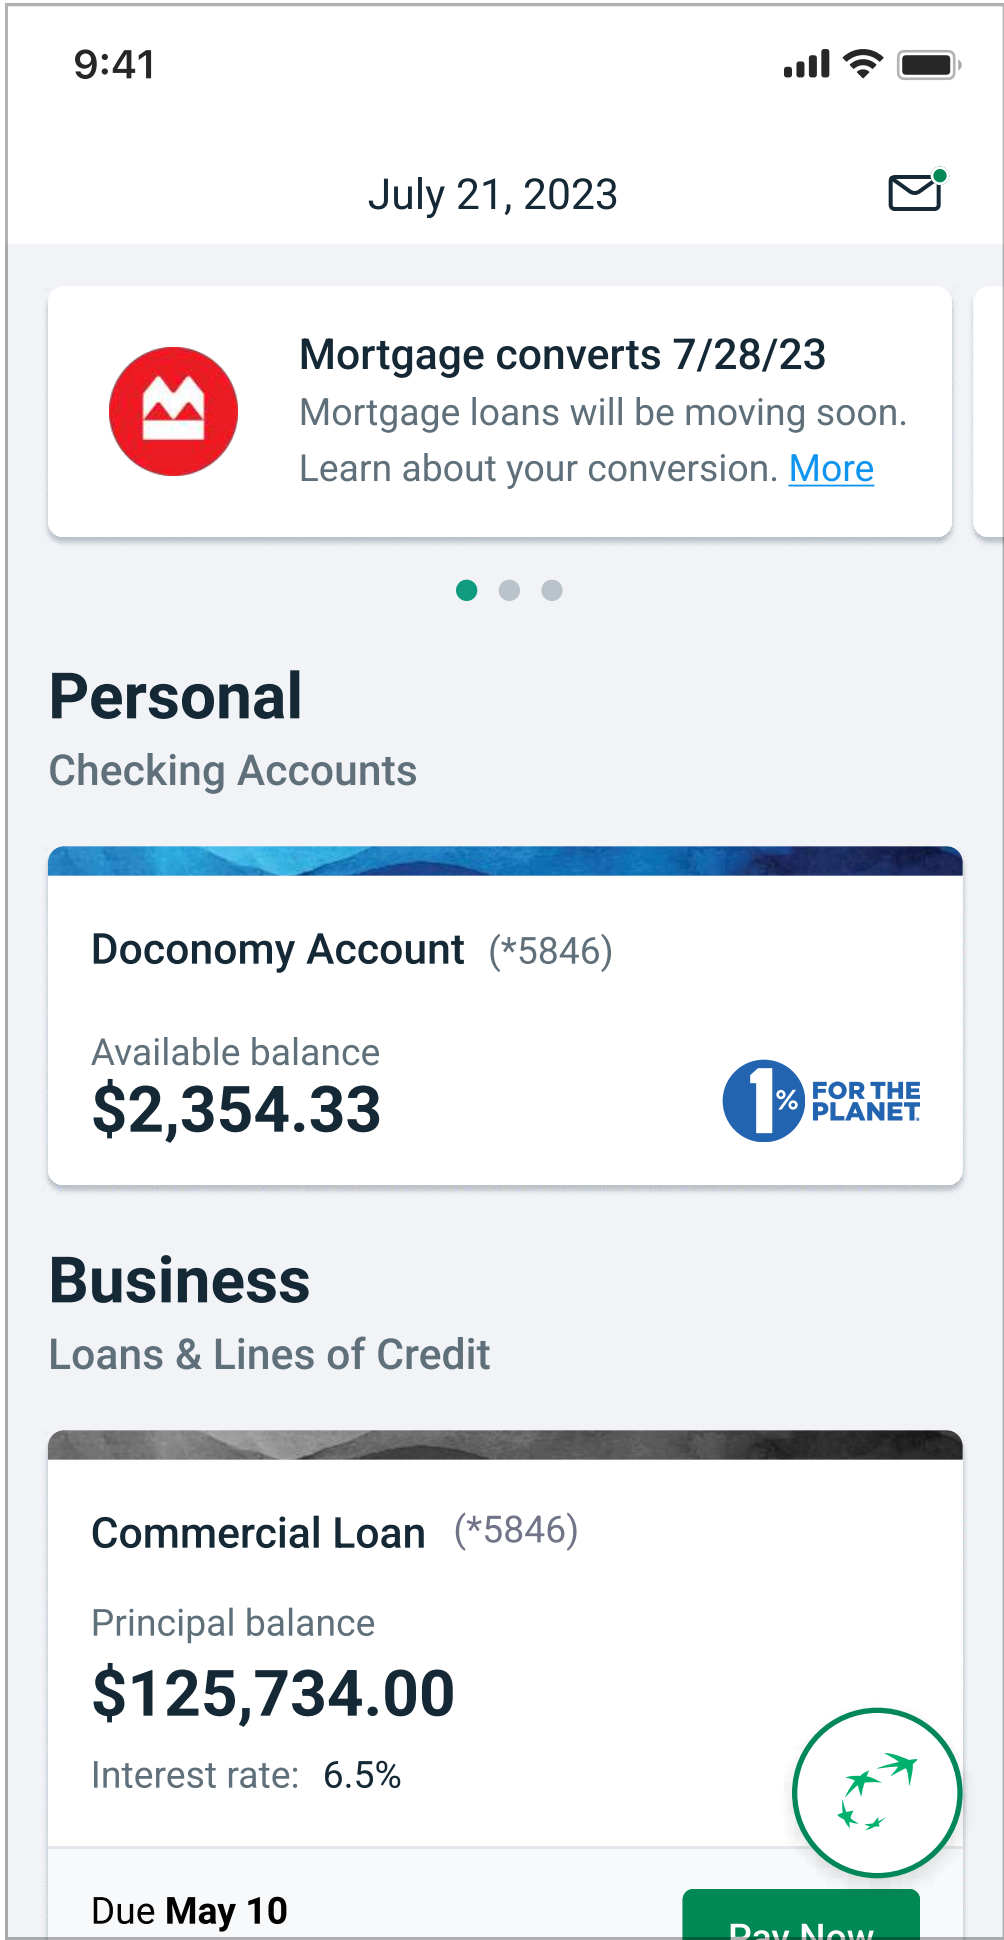 9:41
July 21, 2023
Mortgage converts 7/28/23
Mortgage loans will be moving soon.
Learn about your conversion. More
Personal
Checking Accounts
Doconomy Account (*5846)
Available balance
$2,354.33
1% FOR THE
PLANET.
Business
Loans & Lines of Credit
Commercial Loan (*5846)
Principal balance
$125,734.00
Interest rate: 6.5%
Due May 10
Pay Now